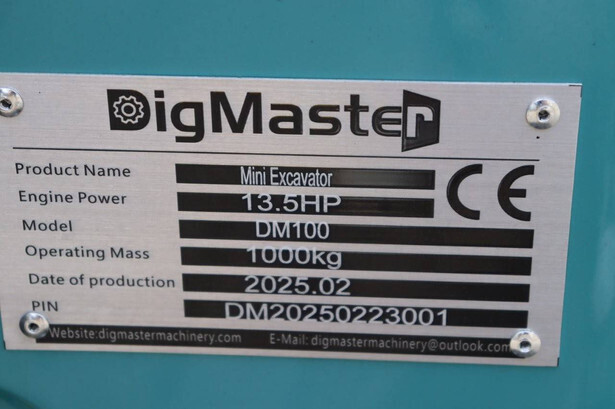 DigMaster
Product Name Mini Excavator
CE
Engine Power 13.5HP
Model DM100
Operating Mass 1000kg
Date of production 2025.02
PIN DM20250223001
Website:digmastermachinery.com E-Mail: digmastermachinery@outlook.com